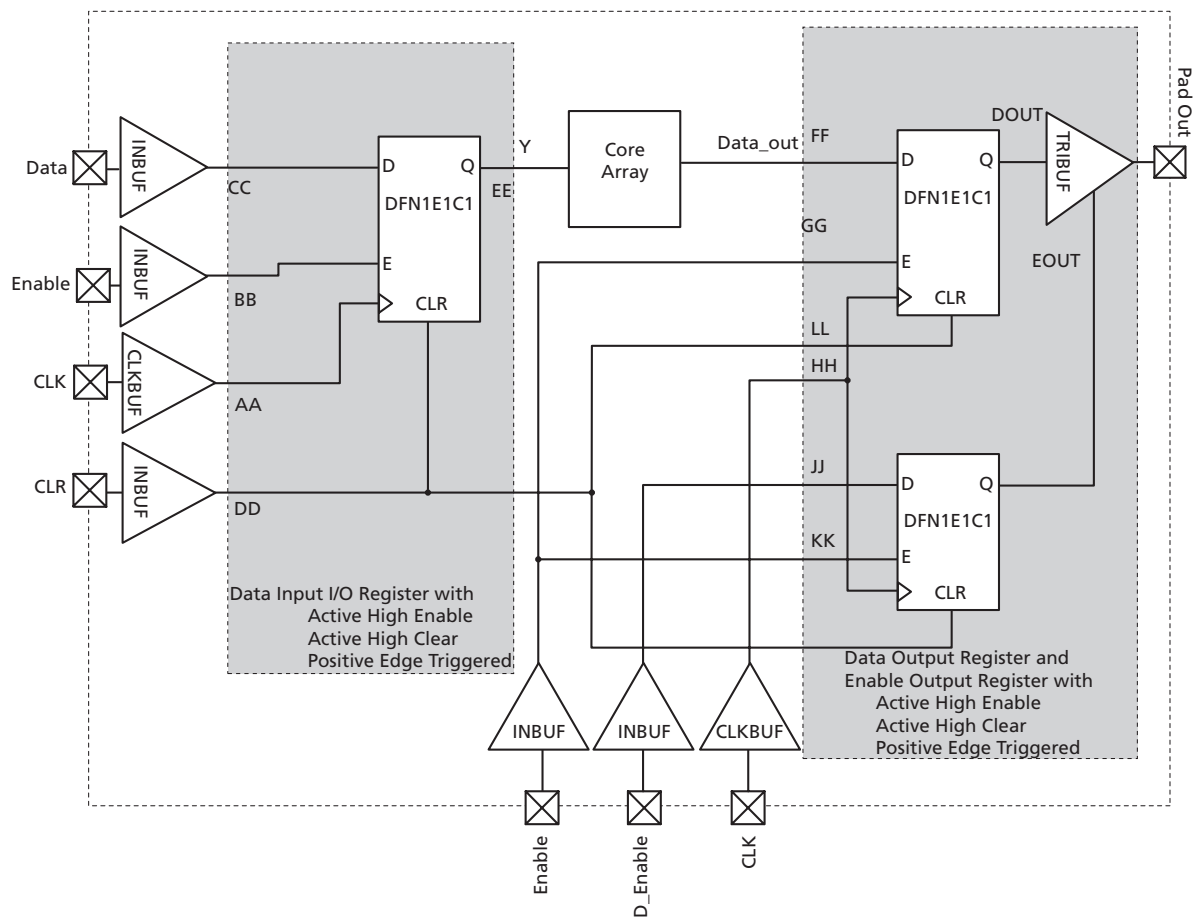 Data
INBUF
CC
Enable
INBUF
BB
CLK
CLKBUF
AA
CLR
INBUF
DD
D
Q
DFN1E1C1
E
CLR
Y
EE
Core
Array
Data_out
FF
GG
D
Q
DFN1E1C1
E
CLR
DOUT
TRIBUF
EOUT
Pad Out
LL
HH
JJ
KK
D
Q
DFN1E1C1
E
CLR
Data Input I/O Register with
Active High Enable
Active High Clear
Positive Edge Triggered
Data Output Register and
Enable Output Register with
Active High Enable
Active High Clear
Positive Edge Triggered
INBUF
INBUF
CLKBUF
Enable
D_Enable
CLK